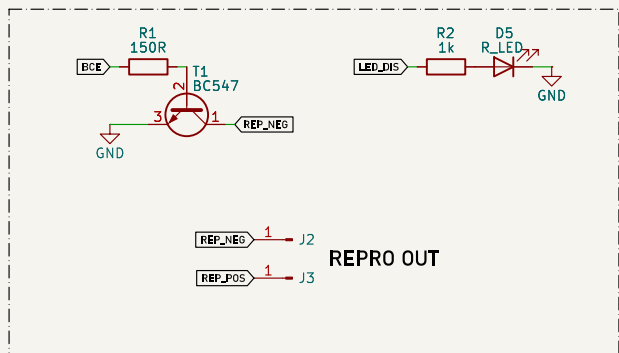 R1
150R
BCE
T1
BC547
2
3
1
REP_NEG
GND
R2
1k
D5
R_LED
LED_DIS
GND
REP_NEG
1
J2
REP_POS
1
J3
REPRO OUT